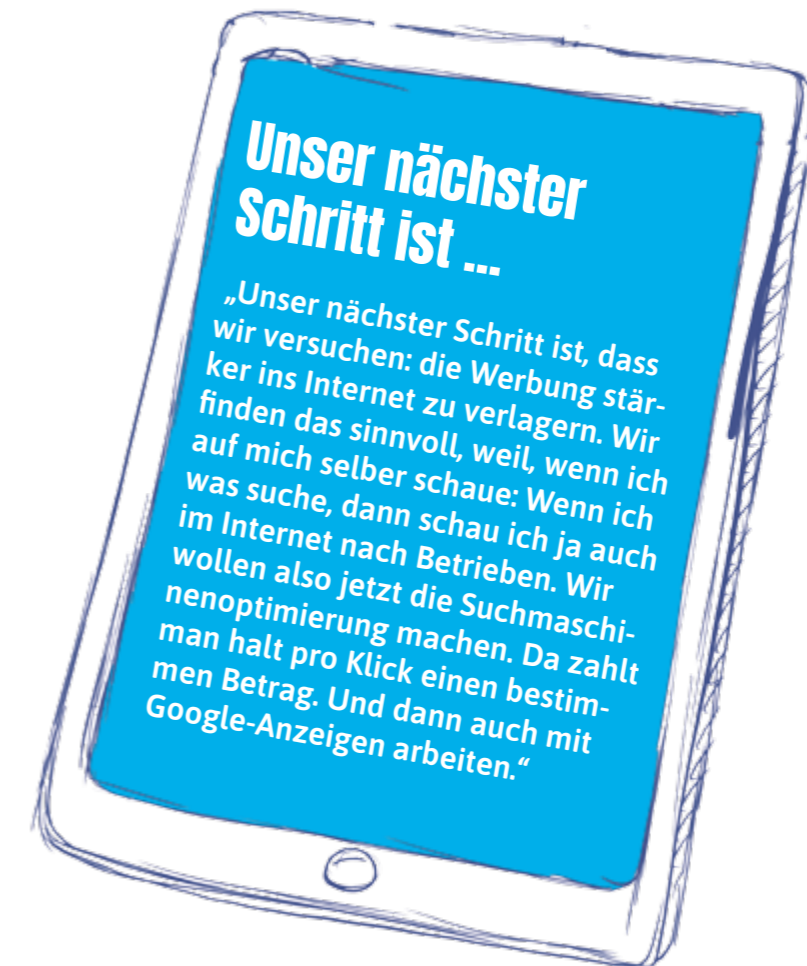 Unser nächster
Schritt ist ...
„Unser nächster Schritt ist, dass
wir versuchen: die Werbung stär-
ker ins Internet zu verlagern. Wir
finden das sinnvoll, weil, wenn ich
auf mich selber schaue: Wenn ich
was suche, dann schau ich ja auch
im Internet nach Betrieben. Wir
wollen also jetzt die Suchmaschi-
nenoptimierung machen. Da zahlt
man halt pro Klick einen bestim-
men Betrag. Und dann auch mit
Google-Anzeigen arbeiten.“